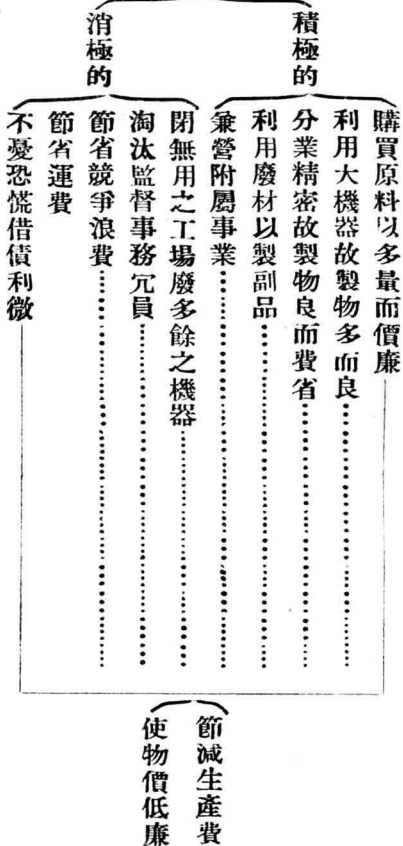 積極的
購買原料以多量而價廉
利用大機器故製物多而良
分業精密故製物良而費省
利用廢材以製副品
兼營附屬事業
消極的
閉無用之工場廢多餘之機器
淘汰監督事務冗員
節省競爭浪費
節省運費
不憂恐慌借債利微
節減生產費
使物價低廉